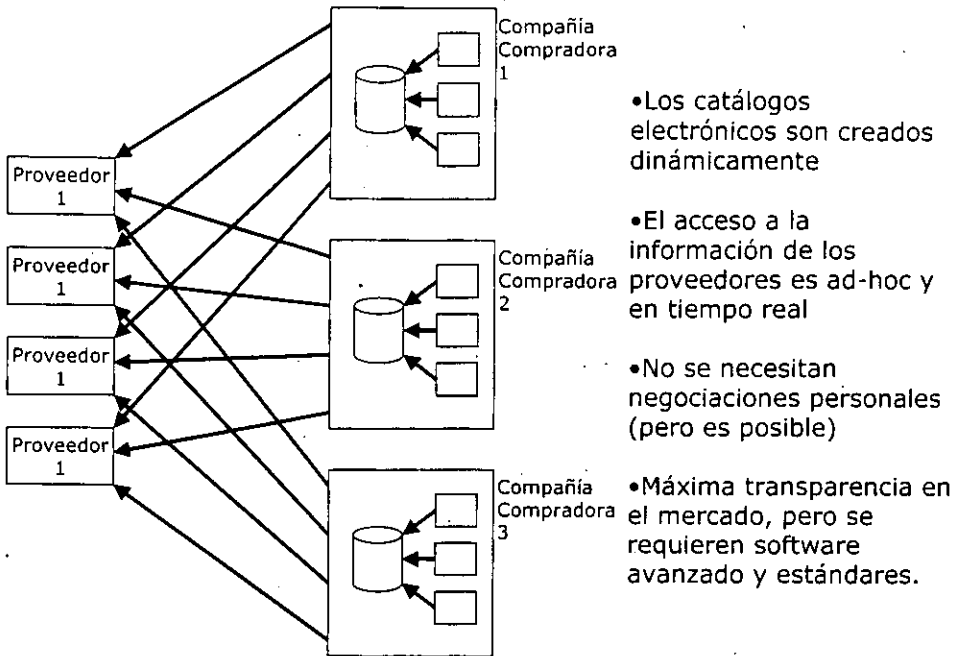 Compañía
Compradora
1
Proveedor
1
Proveedor
1
Proveedor
1
Proveedor
1
Compañía
Compradora
2
Compañía
Compradora
3
•Los catálogos
electrónicos son creados
dinámicamente
•El acceso a la
información de los
proveedores es ad-hoc y
en tiempo real
•No se necesitan
negociaciones personales
(pero es posible)
•Máxima transparencia en
el mercado, pero se
requieren software
avanzado y estándares.